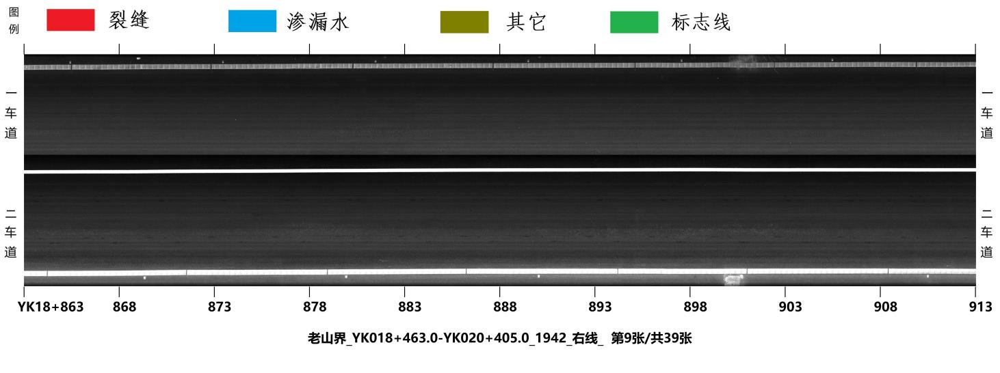 图例 裂缝 渗漏水 其它 标志线
一车道 一车道
二车道 二车道
YK18+863 868 873 878 883 888 893 898 903 908 913
老山界_YK018+463.0-YK020+405.0_1942_右线_ 第9张/共39张